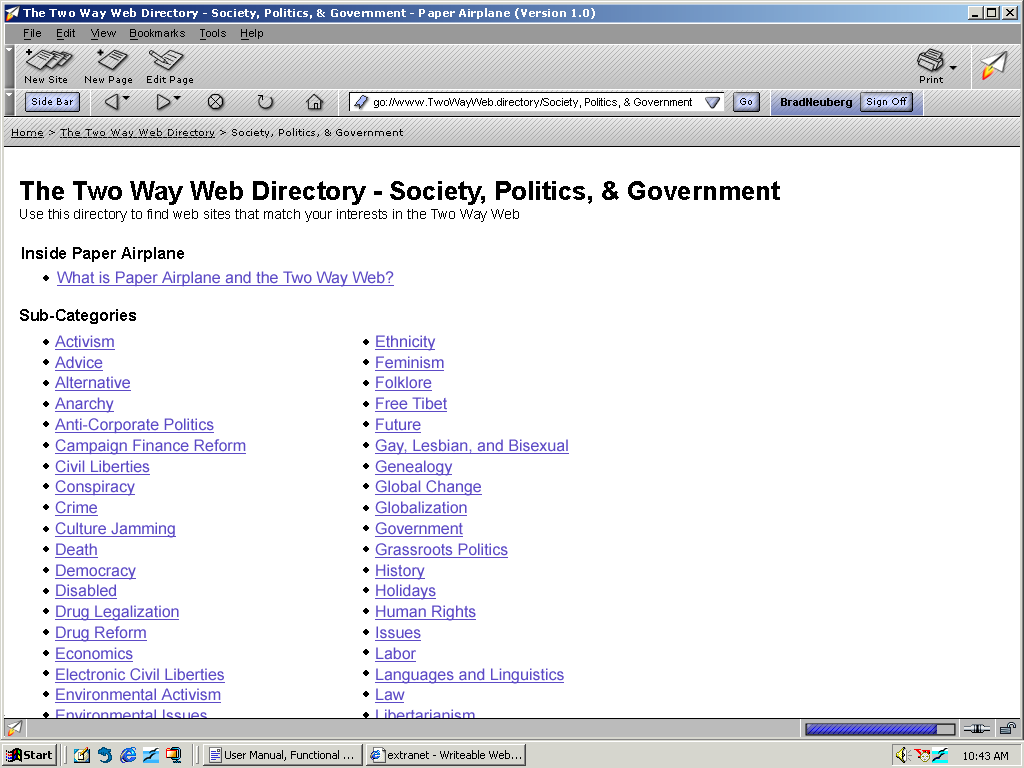 The Two Way Web Directory - Society, Politics, & Government - Paper Airplane (Version 1.0)
File Edit View Bookmarks Tools Help
New Site New Page Edit Page Print
Side Bar go://www.TwoWayWeb.directory/Society, Politics, & Government Go BradNeuberg Sign Off
Home > The Two Way Web Directory > Society, Politics, & Government
The Two Way Web Directory - Society, Politics, & Government
Use this directory to find web sites that match your interests in the Two Way Web
Inside Paper Airplane
What is Paper Airplane and the Two Way Web?
Sub-Categories
Activism
Advice
Alternative
Anarchy
Anti-Corporate Politics
Campaign Finance Reform
Civil Liberties
Conspiracy
Crime
Culture Jamming
Death
Democracy
Disabled
Drug Legalization
Drug Reform
Economics
Electronic Civil Liberties
Environmental Activism
Environmental Issues
Ethnicity
Feminism
Folklore
Free Tibet
Future
Gay, Lesbian, and Bisexual
Genealogy
Global Change
Globalization
Government
Grassroots Politics
History
Holidays
Human Rights
Issues
Labor
Languages and Linguistics
Law
Libertarianism
Start User Manual, Functional ... extranet - Writeable Web... 10:43 AM